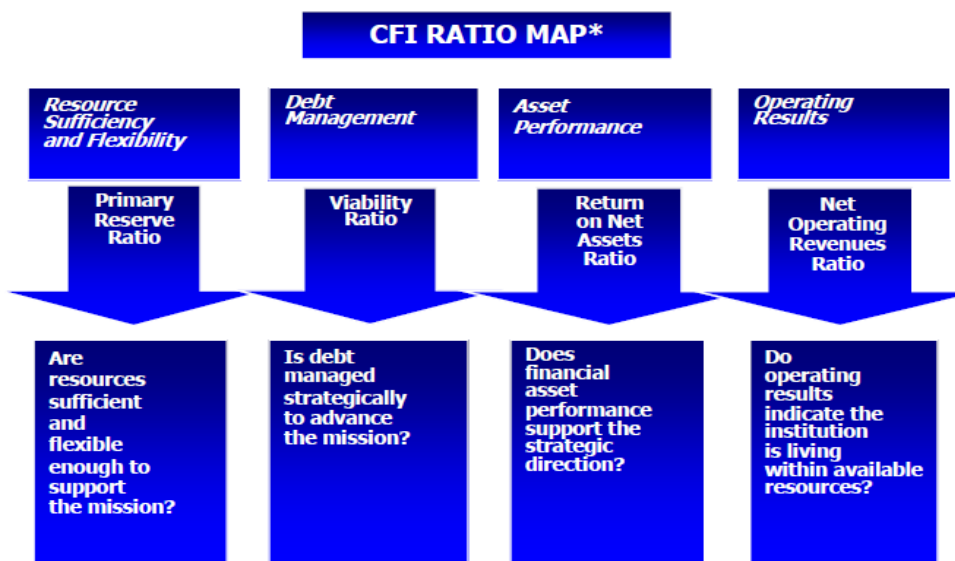 CFI RATIO MAP*
Resource
Sufficiency
and Flexibility
Debt
Management
Asset
Performance
Operating
Results
Primary
Reserve
Ratio
Viability
Ratio
Return
on Net
Assets
Ratio
Net
Operating
Revenues
Ratio
Are
resources
sufficient
and
flexible
enough to
support
the mission?
Is debt
managed
strategically
to advance
the mission?
Does
financial
asset
performance
support the
strategic
direction?
Do
operating
results
indicate the
institution
is living
within available
resources?